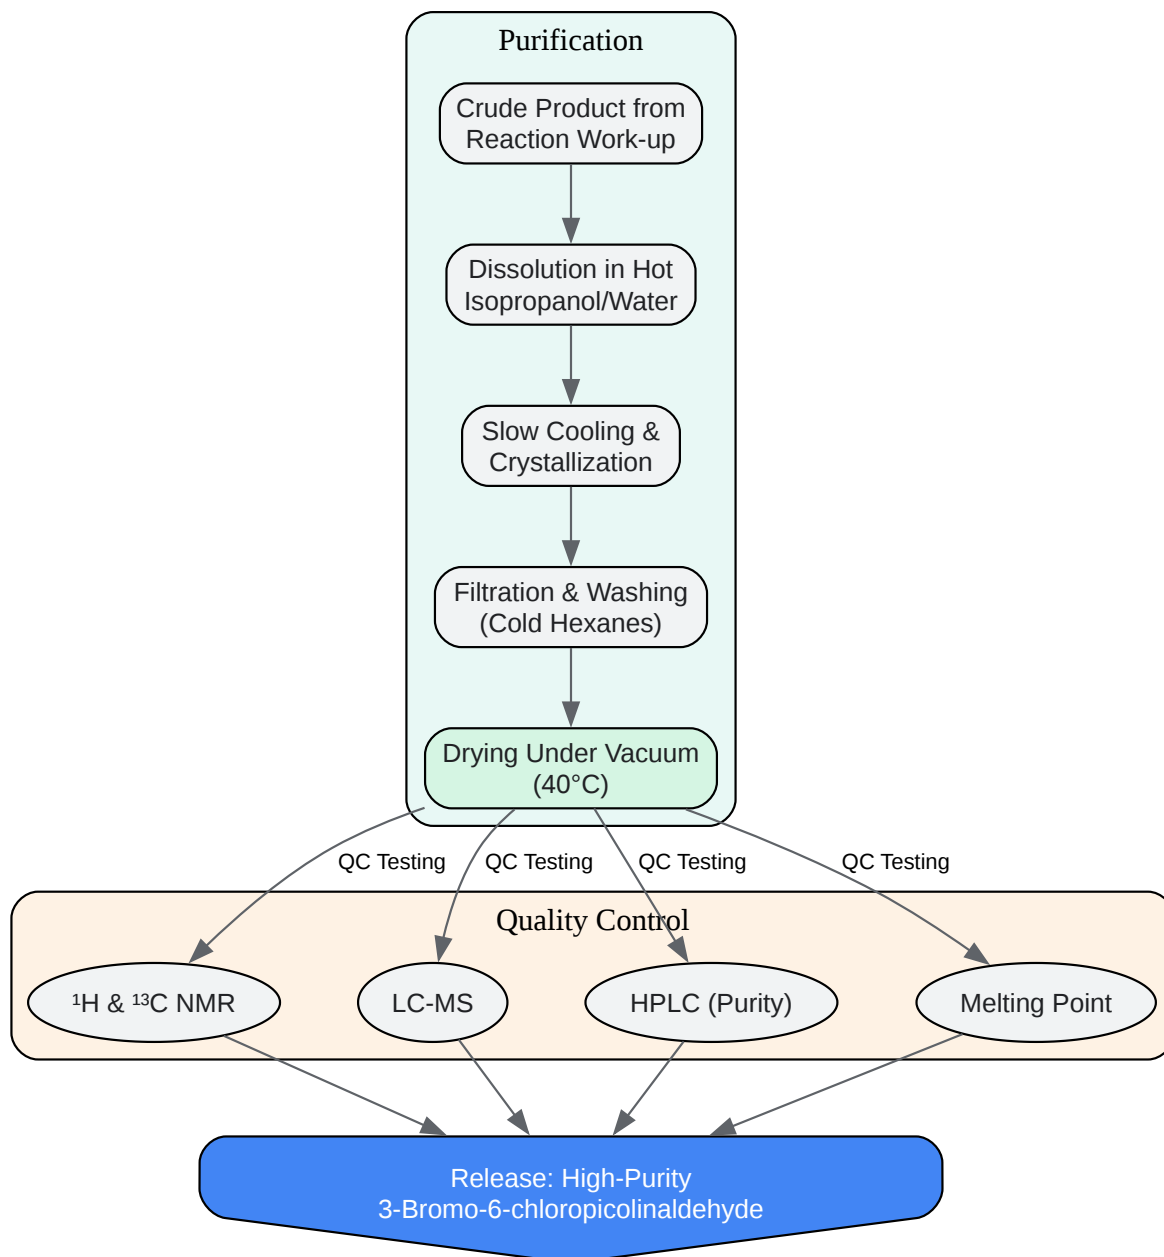 Purification
Crude Product from
Reaction Work-up
Dissolution in Hot
Isopropanol/Water
Slow Cooling &
Crystallization
Filtration & Washing
(Cold Hexanes)
Drying Under Vacuum
(40°C)
QC Testing
QC Testing
QC Testing
QC Testing
Quality Control
¹H & ¹³C NMR
LC-MS
HPLC (Purity)
Melting Point
Release: High-Purity
3-Bromo-6-chloropicolinaldehyde